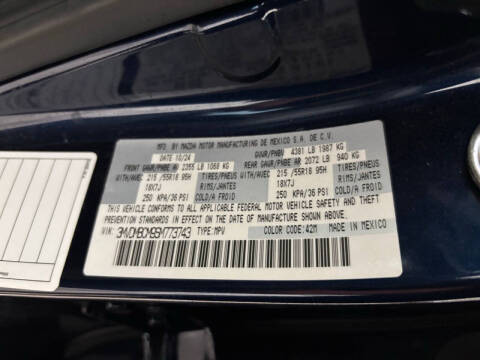 MFG. BY MAZDA MOTOR MANUFACTURING DE MEXICO S.A. DE C.V.
DATE 10/24 GVWR/PNBV 4381 LB 1987 KG
FRONT GAWR/PNBE AV 2355 LB 1068 KG REAR GAWR/PNBE AR 2072 LB 940 KG
WITH/AVEC 215 /55R18 95H TIRES/PNEUS WITH/AVEC 215 /55R18 95H TIRES/PNEUS
18X7J RIMS/JANTES 18X7J RIMS/JANTES
250 KPA/36 PSI COLD/A FROID 250 KPA/36 PSI COLD/A FROID
THIS VEHICLE CONFORMS TO ALL APPLICABLE FEDERAL MOTOR VEHICLE SAFETY, BUMPER, AND THEFT
PREVENTION STANDARDS IN EFFECT ON THE DATE OF MANUFACTURE SHOWN ABOVE.
VIN: TYPE:MPV COLOR CODE:42M MADE IN MEXICO